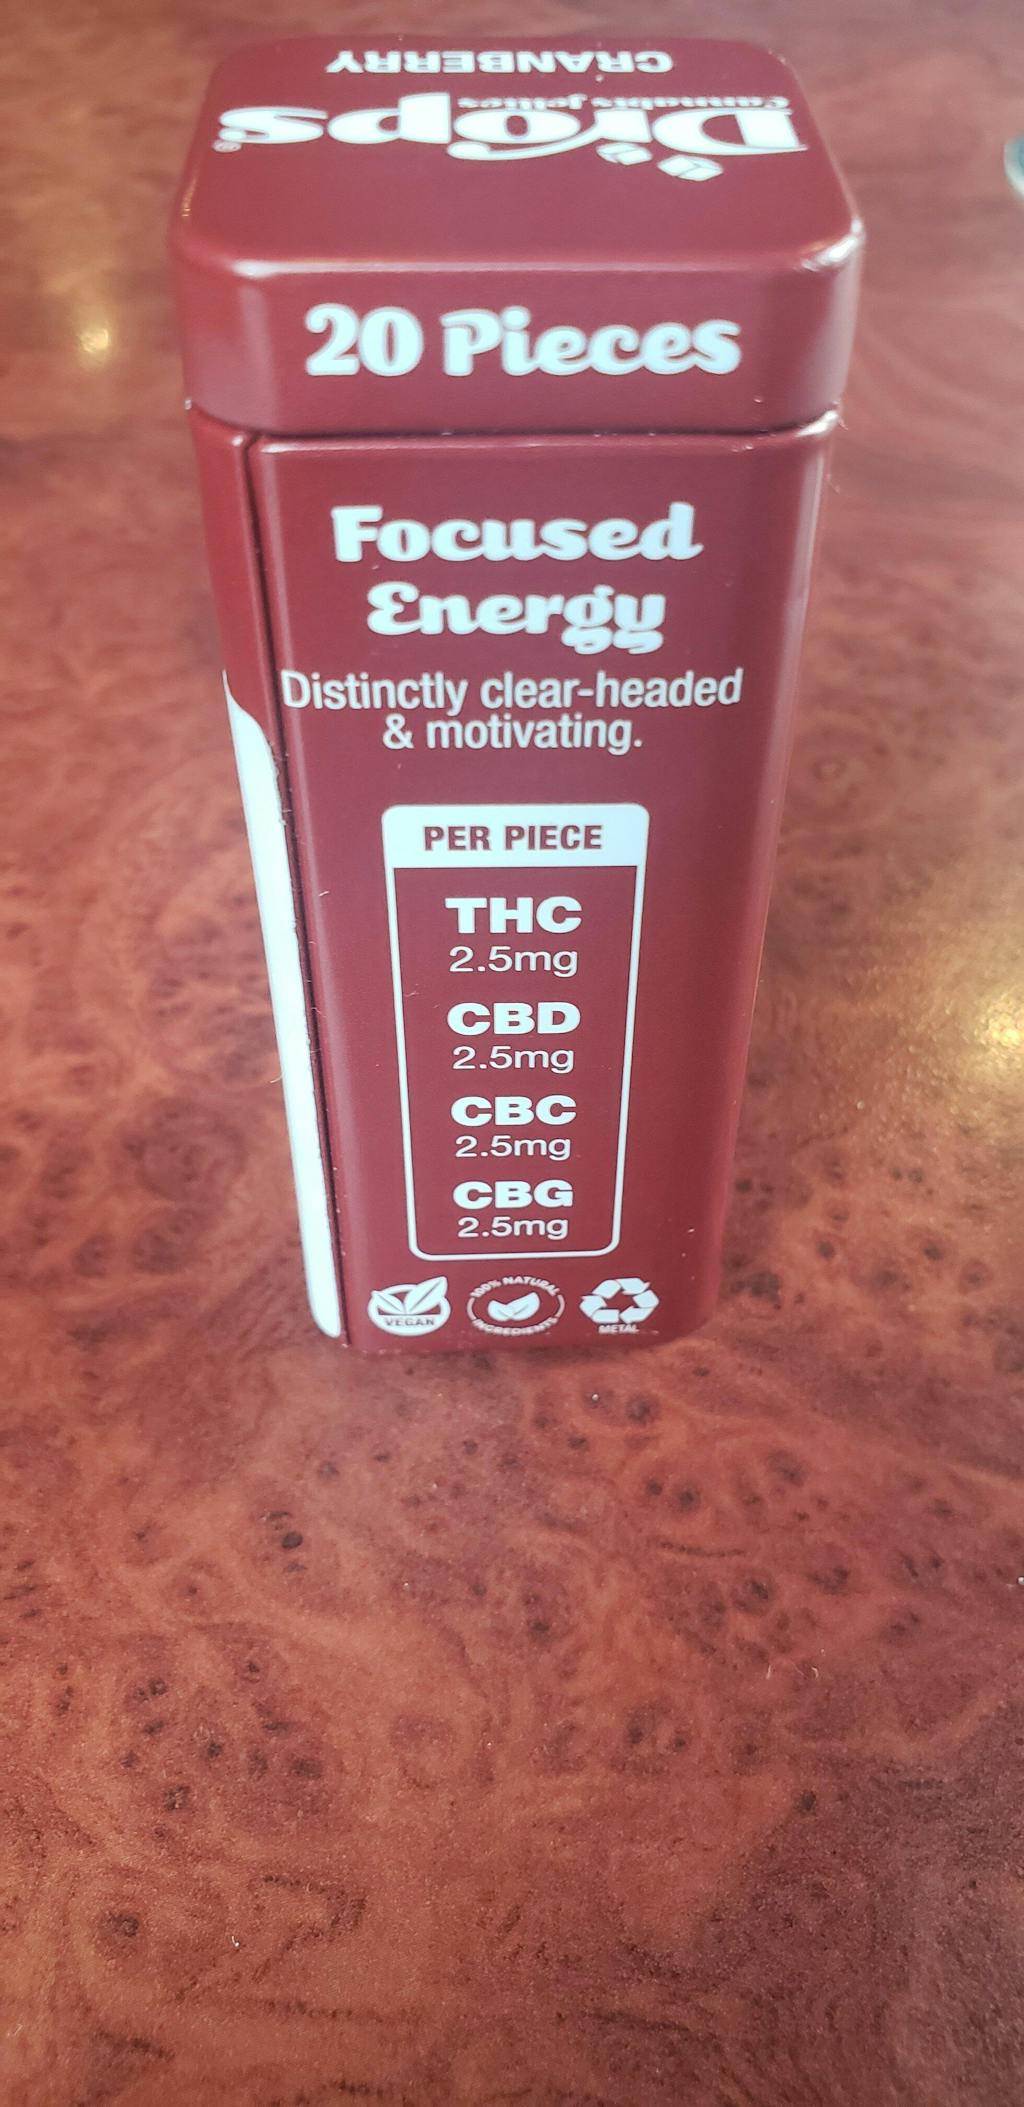 CRANBERRY
Cannabis jellies
Drops®
20 Pieces
Focused
Energy
Distinctly clear-headed
& motivating.
PER PIECE
THC
2.5mg
CBD
2.5mg
CBC
2.5mg
CBG
2.5mg
VEGAN
100% NATURAL
INGREDIENTS
METAL